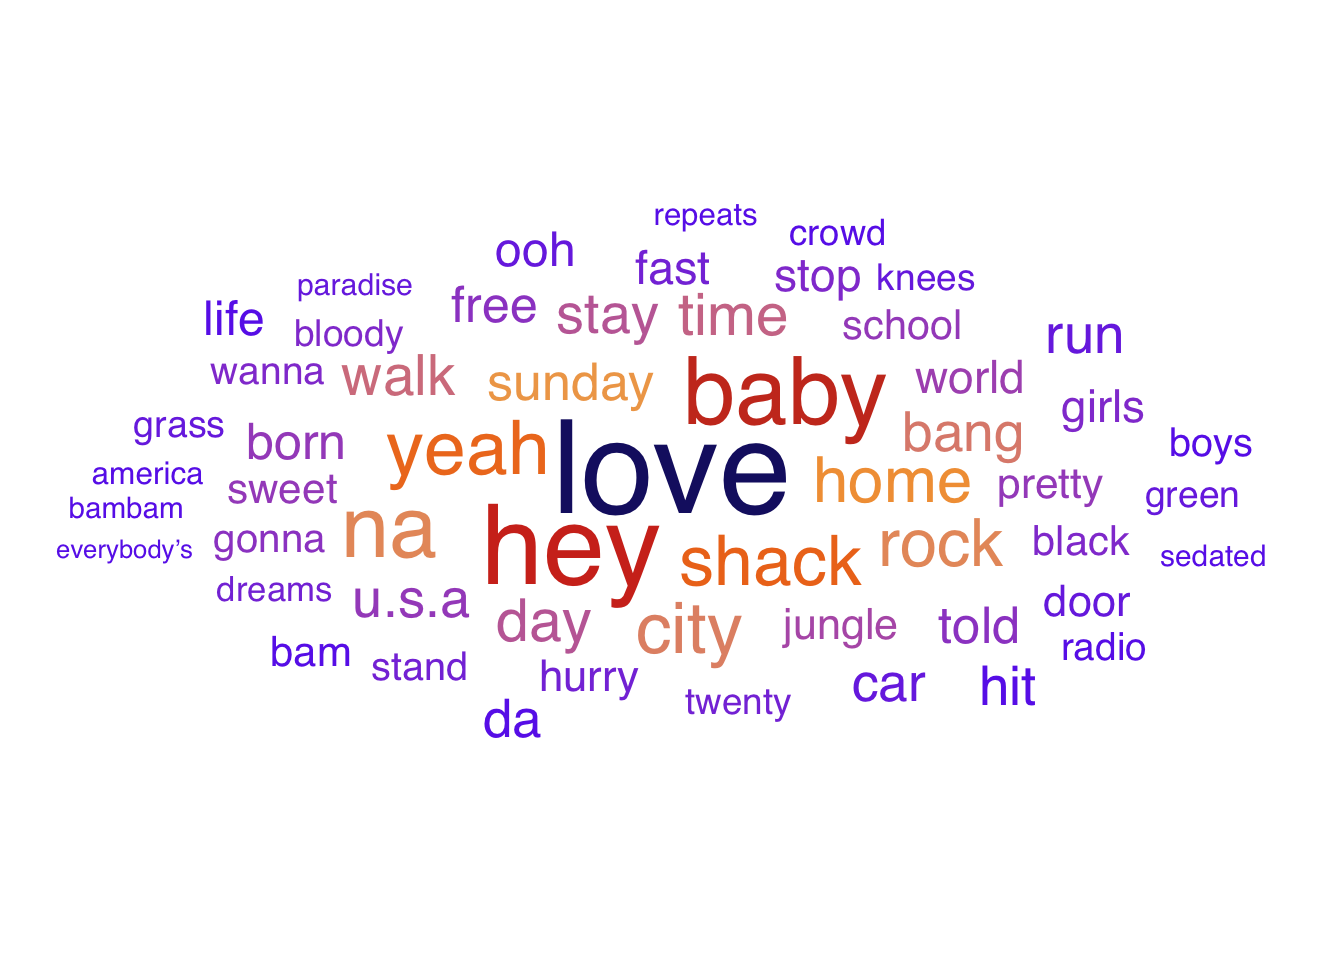 repeats
crowd
ooh
fast
stop
knees
paradise
free
stay
time
life
bloody
school
run
wanna
walk
sunday
baby
world
girls
grass
born
yeah
love
bang
boys
america
sweet
home
pretty
green
bambam
gonna
na
hey
shack
rock
black
everybody’s
sedated
dreams
u.s.a
day
city
jungle
told
door
bam
stand
hurry
twenty
car
hit
radio
da